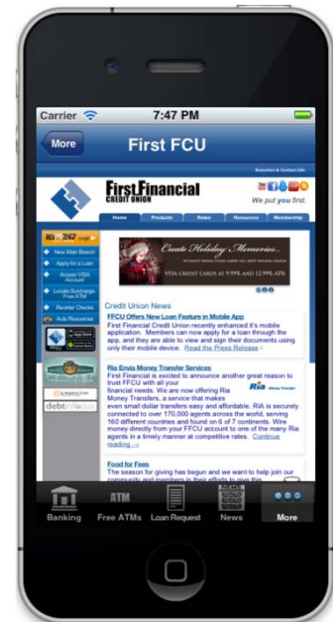 Carrier
7:47 PM
More
First FCU
Branches & Contact Info
First Financial
CREDIT UNION
We put you first.
Home
Products
Rates
Resources
Membership
24/7
New Main Branch
Apply for a Loan
Access VISA
Account
Locate Surcharge
Free ATM
Reorder Checks
Auto Resources
debtinfocus
Create Holiday Memories...
VISA CREDIT CARDS AT 9.99% AND 12.99% APR
Credit Union News
FFCU Offers New Loan Feature in Mobile App
First Financial Credit Union recently enhanced it's mobile
application. Members can now apply for a loan through the
app, and they are able to view and sign their documents using
only their mobile device. Read the Press Release
Ria Envia Money Transfer Services
First Financial is excited to announce another great reason to
trust FFCU with all your
financial needs. We are now offering Ria
Money Transfers, a service that makes
even small dollar transfers easy and affordable. RIA is securely
connected to over 170,000 agents across the world, serving
160 different countries and found on 6 of 7 continents. Wire
money directly from your FFCU account to one of the many Ria
agents in a timely manner at competitive rates. Continue
reading →
Ria Money Transfer
Food for Fees
The season for giving has begun and we want to help our
community and members in their efforts to give this
Banking
ATM
Free ATMs
Loan Request
NEWS
News
More